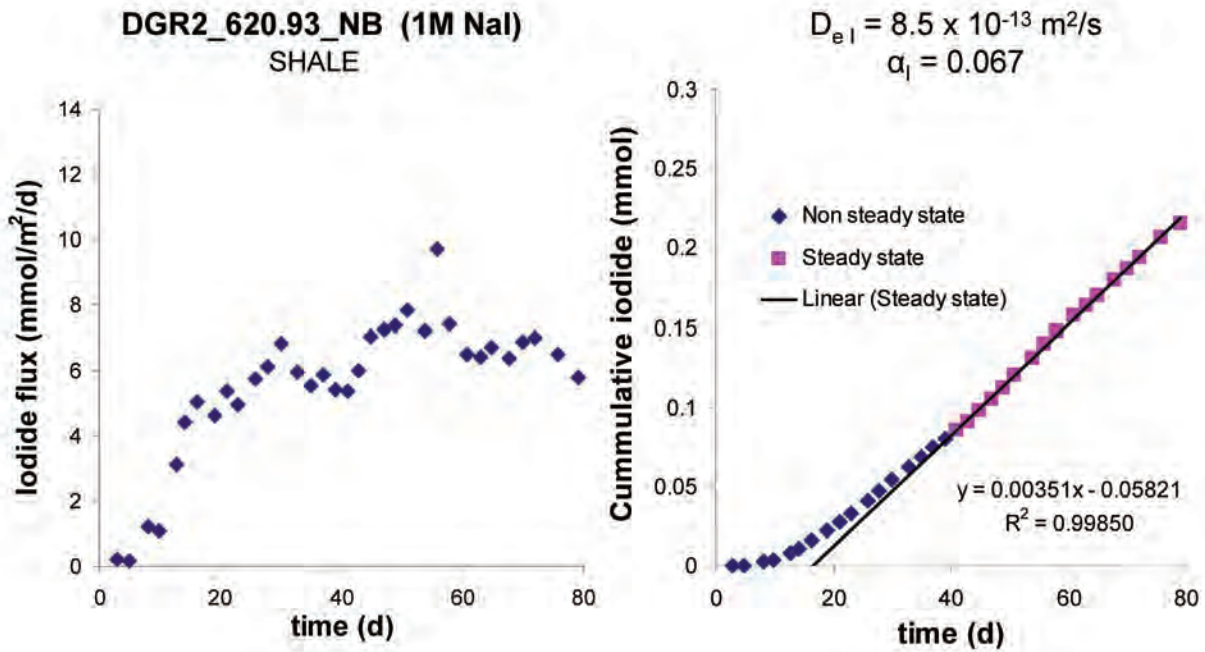 DGR2_620.93_NB (1M NaI)
SHALE
Iodide flux (mmol/m²/d)
14
12
10
8
6
4
2
0
0 20 40 60 80
time (d)
Dₑ I = 8.5 x 10⁻¹³ m²/s
αI = 0.067
Cummulative iodide (mmol)
0.3
0.25
0.2
0.15
0.1
0.05
0
Non steady state
Steady state
Linear (Steady state)
y = 0.00351x - 0.05821
R² = 0.99850
0 20 40 60 80
time (d)